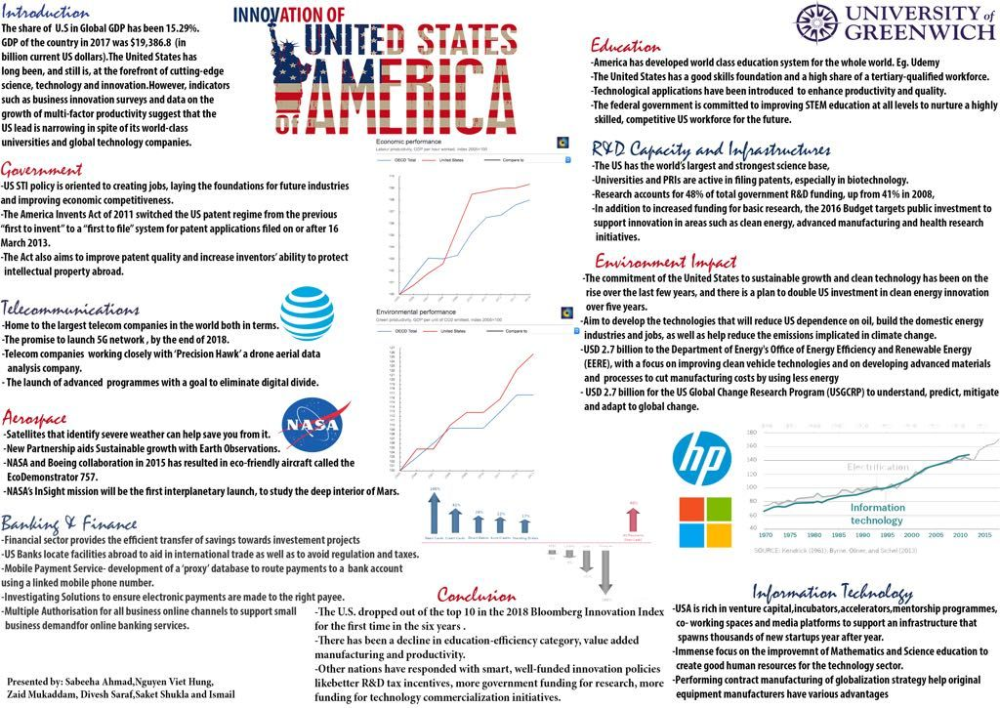 INNOVATION OF
UNITED STATES
of AMERICA
UNIVERSITY of
GREENWICH
Introduction
The share of U.S in Global GDP has been 15.29%.
GDP of the country in 2017 was $19,386.8 (in
billion current US dollars).The United States has
long been, and still is, at the forefront of cutting-edge
science, technology and innovation.However, indicators
such as business innovation surveys and data on the
growth of multi-factor productivity suggest that the
US lead is narrowing in spite of its world-class
universities and global technology companies.
Government
-US STI policy is oriented to creating jobs, laying the foundations for future industries
and improving economic competitiveness.
-The America Invents Act of 2011 switched the US patent regime from the previous
“first to invent” to a “first to file” system for patent applications filed on or after 16
March 2013.
-The Act also aims to improve patent quality and increase inventors’ ability to protect
intellectual property abroad.
Telecommunications
-Home to the largest telecom companies in the world both in terms.
-The promise to launch 5G network , by the end of 2018.
-Telecom companies working closely with ‘Precision Hawk’ a drone aerial data
analysis company.
- The launch of advanced programmes with a goal to eliminate digital divide.
Aerospace
NASA
-Satellites that identify severe weather can help save you from it.
-New Partnership aids Sustainable growth with Earth Observations.
-NASA and Boeing collaboration in 2015 has resulted in eco-friendly aircraft called the
EcoDemonstrator 757.
-NASA’s InSight mission will be the first interplanetary launch, to study the deep interior of Mars.
Banking & Finance
-Financial sector provides the efficient transfer of savings towards investement projects
-US Banks locate facilities abroad to aid in international trade as well as to avoid regulation and taxes.
-Mobile Payment Service- development of a ‘proxy’ database to route payments to a bank account
using a linked mobile phone number.
-Investigating Solutions to ensure electronic payments are made to the right payee.
-Multiple Authorisation for all business online channels to support small
business demandfor online banking services.
Presented by: Sabeeha Ahmad,Nguyen Viet Hung,
Zaid Mukaddam, Divesh Saraf,Saket Shukla and Ismail
Economic performance
Labour productivity, GDP per hour worked, index 2005=100
OECD Total United States Compare to
Environmental performance
Green productivity, GDP per unit of CO2 emitted, index 2005=100
OECD Total United States Compare to
Conclusion
-The U.S. dropped out of the top 10 in the 2018 Bloomberg Innovation Index
for the first time in the six years .
-There has been a decline in education-efficiency category, value added
manufacturing and productivity.
-Other nations have responded with smart, well-funded innovation policies
likebetter R&D tax incentives, more government funding for research, more
funding for technology commercialization initiatives.
Education
-America has developed world class education system for the whole world. Eg. Udemy
-The United States has a good skills foundation and a high share of a tertiary-qualified workforce.
-Technological applications have been introduced to enhance productivity and quality.
-The federal government is committed to improving STEM education at all levels to nurture a highly
skilled, competitive US workforce for the future.
R&D Capacity and Infrastructures
-The US has the world’s largest and strongest science base,
-Universities and PRIs are active in filing patents, especially in biotechnology.
-Research accounts for 48% of total government R&D funding, up from 41% in 2008,
-In addition to increased funding for basic research, the 2016 Budget targets public investment to
support innovation in areas such as clean energy, advanced manufacturing and health research
initiatives.
Environment Impact
-The commitment of the United States to sustainable growth and clean technology has been on the
rise over the last few years, and there is a plan to double US investment in clean energy innovation
over five years.
-Aim to develop the technologies that will reduce US dependence on oil, build the domestic energy
industries and jobs, as well as help reduce the emissions implicated in climate change.
-USD 2.7 billion to the Department of Energy's Office of Energy Efficiency and Renewable Energy
(EERE), with a focus on improving clean vehicle technologies and on developing advanced materials
and processes to cut manufacturing costs by using less energy
- USD 2.7 billion for the US Global Change Research Program (USGCRP) to understand, predict, mitigate
and adapt to global change.
hp
180
160
140
120
100
80
60
40
Electrification
Information
technology
1970 1975 1980 1985 1990 1995 2000 2005 2010 2015
SOURCE: Kendrick (1961), Byrne, Oliner, and Sichel (2013)
Information Technology
-USA is rich in venture capital,incubators,accelerators,mentorship programmes,
co- working spaces and media platforms to support an infrastructure that
spawns thousands of new startups year after year.
-Immense focus on the improvemnt of Mathematics and Science education to
create good human resources for the technology sector.
-Performing contract manufacturing of globalization strategy help original
equipment manufacturers have various advantages